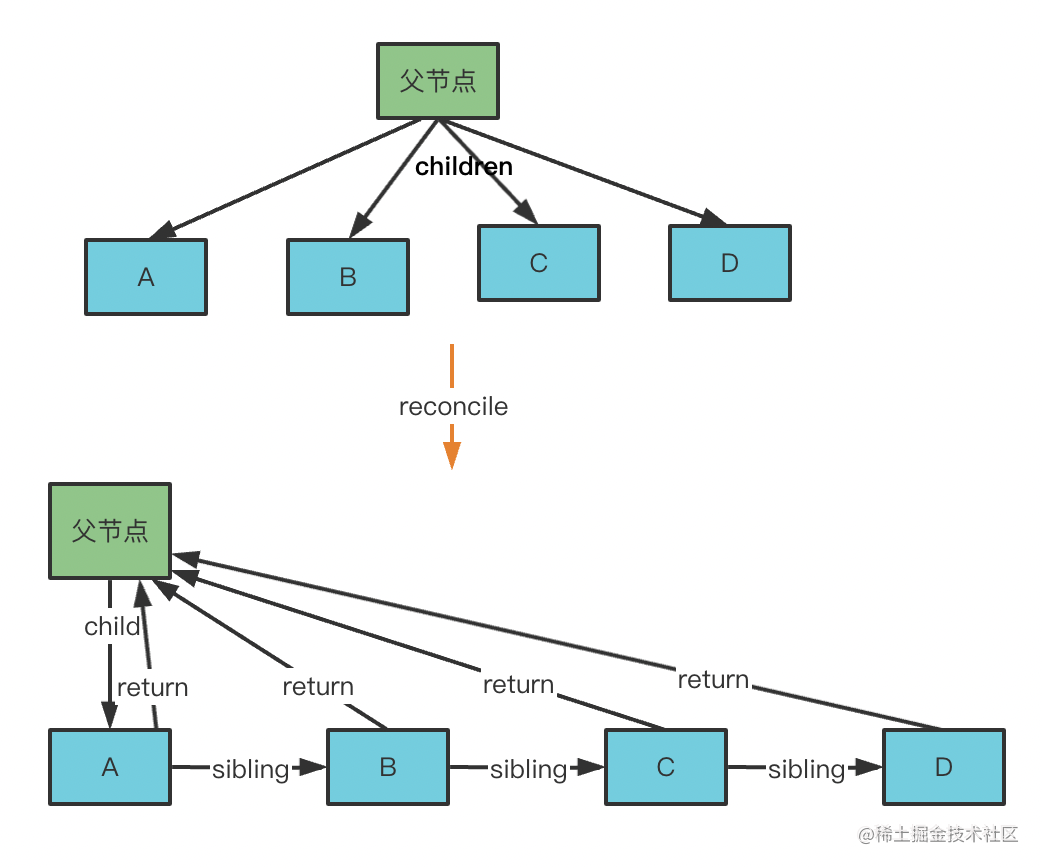 父节点
children
A
B
C
D
reconcile
父节点
child
return
return
return
return
A
sibling
B
sibling
C
sibling
D
@稀土掘金技术社区